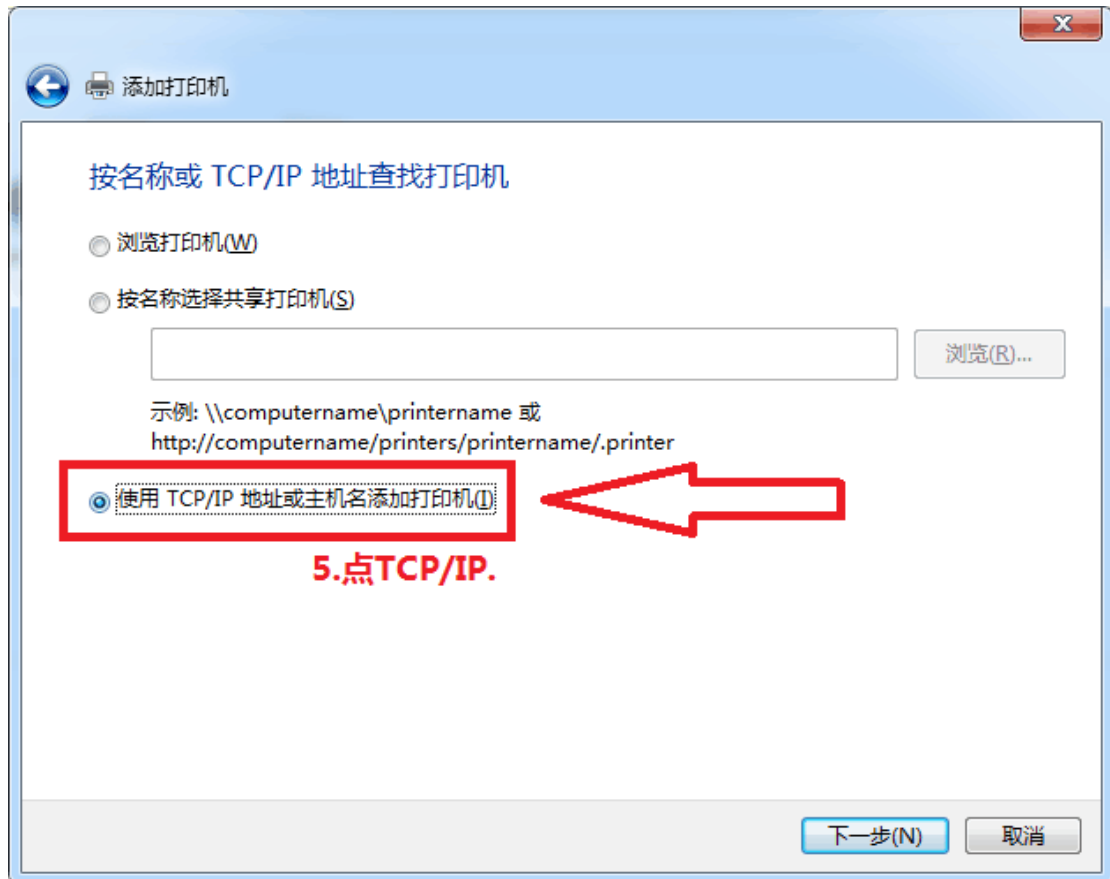 添加打印机
按名称或 TCP/IP 地址查找打印机
浏览打印机(W)
按名称选择共享打印机(S)
浏览(R)...
示例: \\computername\printername 或
http://computername/printers/printername/.printer
使用 TCP/IP 地址或主机名添加打印机(I)
5.点TCP/IP.
下一步(N)
取消